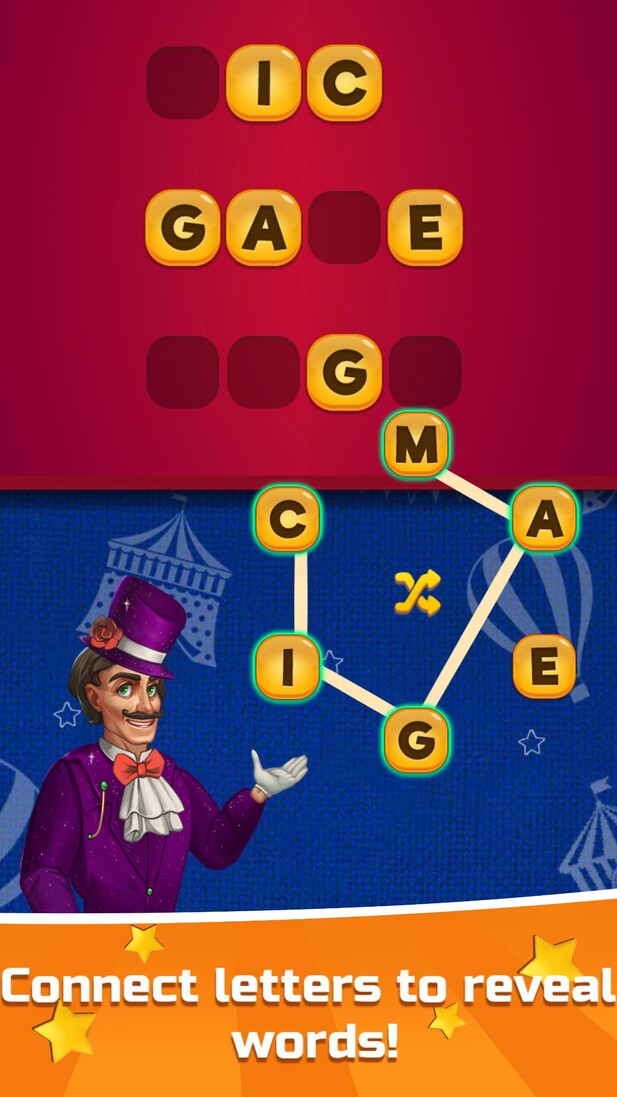 IC
GA E
G
M
C A
I E
G
Connect letters to reveal
words!